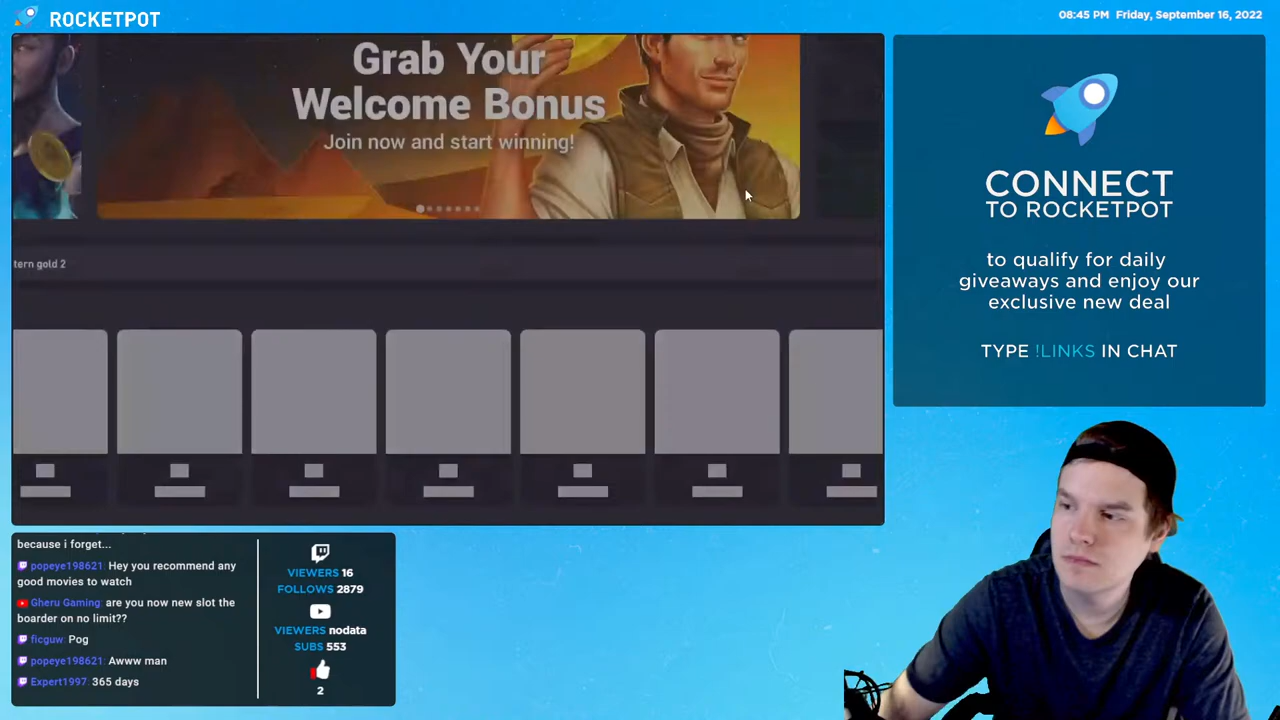 ROCKETPOT
08:45 PM Friday, September 16, 2022
Grab Your
Welcome Bonus
Join now and start winning!
tern gold 2
CONNECT
TO ROCKETPOT
to qualify for daily
giveaways and enjoy our
exclusive new deal
TYPE !LINKS IN CHAT
because i forget...
popeye198621: Hey you recommend any
good movies to watch
Gheru Gaming: are you now new slot the
boarder on no limit??
ficguw: Pog
popeye198621: Awww man
Expert1997: 365 days
VIEWERS 16
FOLLOWS 2879
VIEWERS nodata
SUBS 553
2